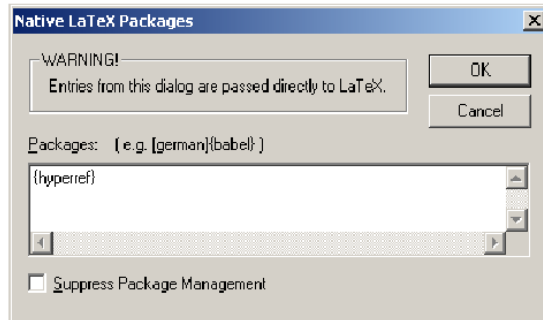 Native LaTeX Packages
WARNING!
Entries from this dialog are passed directly to LaTeX.
OK
Cancel
Packages: ( e.g. [german]{babel} )
{hyperref}
Suppress Package Management